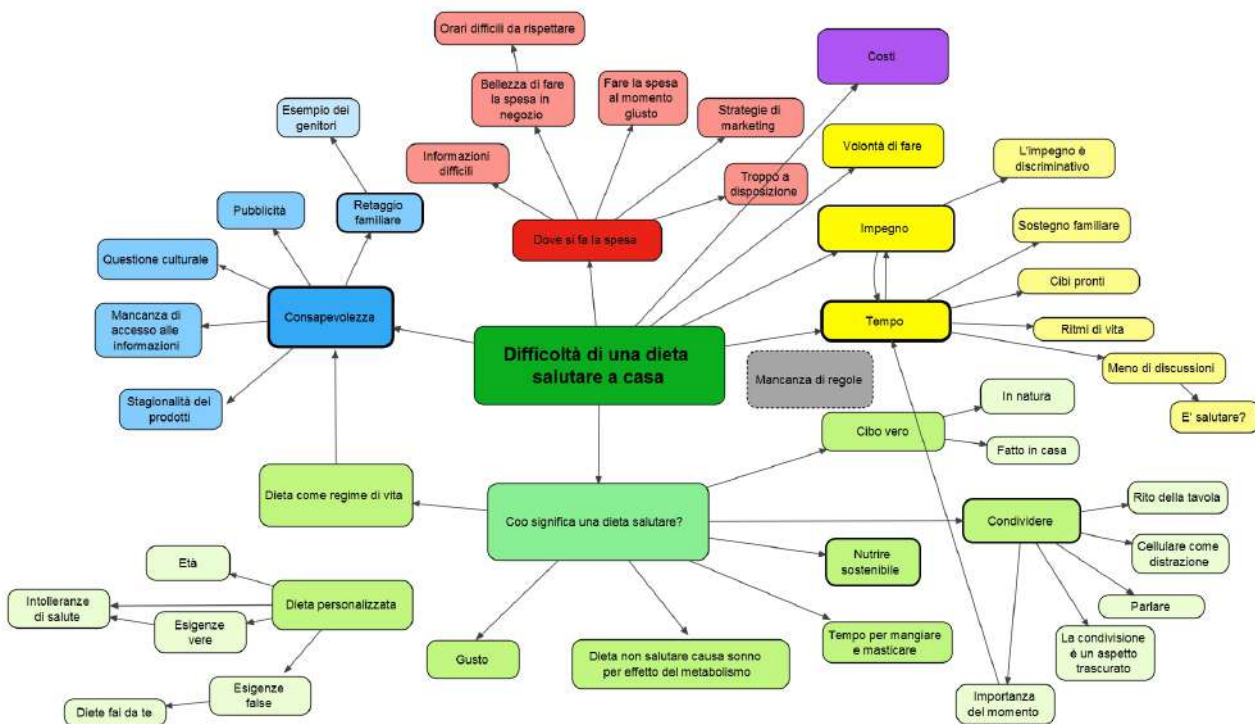 Orari difficili da rispettare
Costi
Bellezza di fare
la spesa in
negozio
Fare la spesa
al momento
giusto
Esempio dei
genitori
Strategie di
marketing
Volontá di fare
L'impegno è
discriminativo
Informazioni
difficili
Troppo a
disposizione
Pubblicitá
Retaggio
familiare
Impegno
Sostegno familiare
Dove si fa la spesa
Questione culturale
Cibi pronti
Consapevolezza
Tempo
Mancanza di
accesso alle
informazioni
Ritmi di vita
Difficoltà di una dieta
salutare a casa
Mancanza di regole
Meno di discussioni
Stagionalitá dei
prodotti
In natura
E' salutare?
Cibo vero
Fatto in casa
Dieta come regime di vita
Coo significa una dieta salutare?
Rito della tavola
Condividere
Cellulare come
distrazione
Nutrire
sostenibile
Etá
Intolleranze
di salute
Dieta personalizzata
Esigenze
vere
Parlare
La condivisione
é un aspetto
trascurato
Gusto
Dieta non salutare causa sonno
per effetto del metabolismo
Tempo per mangiare
e masticare
Esigenze
false
Diete fai da te
Importanza
del momento